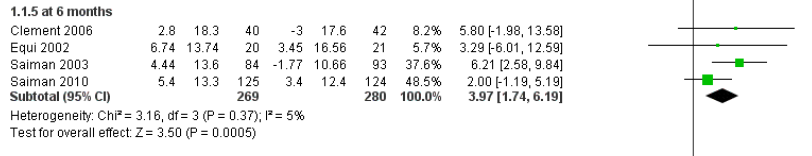 1.1.5 at 6 months
Clement 2006 2.8 18.3 40 -3 17.6 42 8.2% 5.80 [-1.98, 13.58]
Equi 2002 6.74 13.74 20 3.45 16.56 21 5.7% 3.29 [-6.01, 12.59]
Saiman 2003 4.44 13.6 84 -1.77 10.66 93 37.6% 6.21 [2.58, 9.84]
Saiman 2010 5.4 13.3 125 3.4 12.4 124 48.5% 2.00 [-1.19, 5.19]
Subtotal (95% CI) 269 280 100.0% 3.97 [1.74, 6.19]
Heterogeneity: Chi² = 3.16, df = 3 (P = 0.37); I² = 5%
Test for overall effect: Z = 3.50 (P = 0.0005)